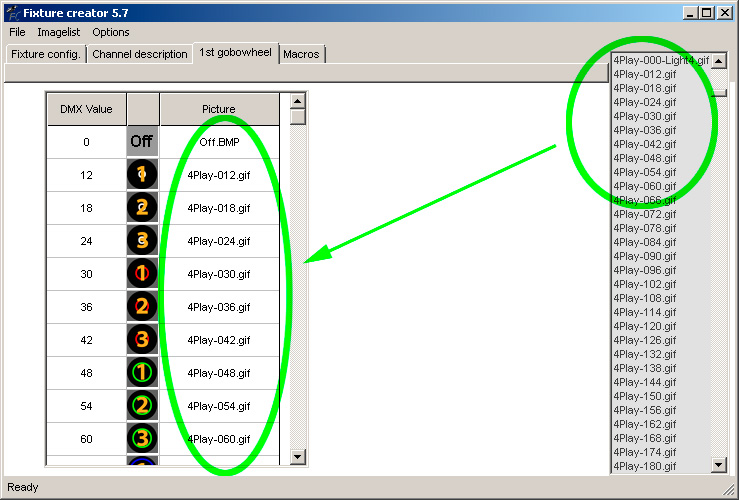 Fixture creator 5.7
File Imagelist Options
Fixture config. Channel description 1st gobowheel Macros
DMX Value Picture
0 Off Off.BMP
12 1 4Play-012.gif
18 2 4Play-018.gif
24 3 4Play-024.gif
30 1 4Play-030.gif
36 2 4Play-036.gif
42 3 4Play-042.gif
48 1 4Play-048.gif
54 2 4Play-054.gif
60 3 4Play-060.gif
4Play-000-Light4.gif
4Play-012.gif
4Play-018.gif
4Play-024.gif
4Play-030.gif
4Play-036.gif
4Play-042.gif
4Play-048.gif
4Play-054.gif
4Play-060.gif
4Play-066.gif
4Play-072.gif
4Play-078.gif
4Play-084.gif
4Play-090.gif
4Play-096.gif
4Play-102.gif
4Play-108.gif
4Play-114.gif
4Play-120.gif
4Play-126.gif
4Play-132.gif
4Play-138.gif
4Play-144.gif
4Play-150.gif
4Play-156.gif
4Play-162.gif
4Play-168.gif
4Play-174.gif
4Play-180.gif
Ready